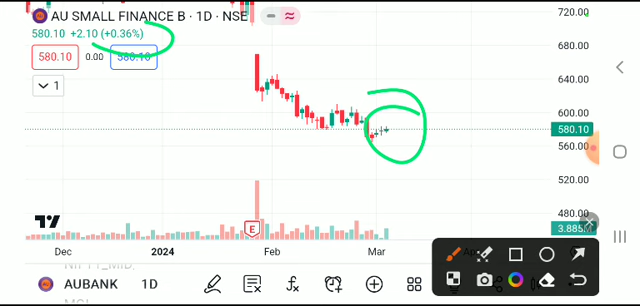 AU SMALL FINANCE B · 1D · NSE
580.10 +2.10 (+0.36%)
580.10 0.00 580.10
1
720.00
680.00
640.00
600.00
580.10
560.00
520.00
480.00
3.885
E
Dec 2024 Feb Mar
NIFTY_MID,
AUBANK 1D